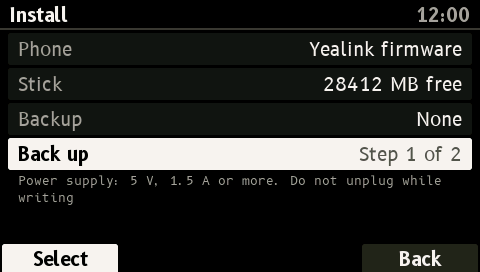 Install 12:00
Phone Yealink firmware
Stick 28412 MB free
Backup None
Back up Step 1 of 2
Power supply: 5 V, 1.5 A or more. Do not unplug while
writing
Select Back